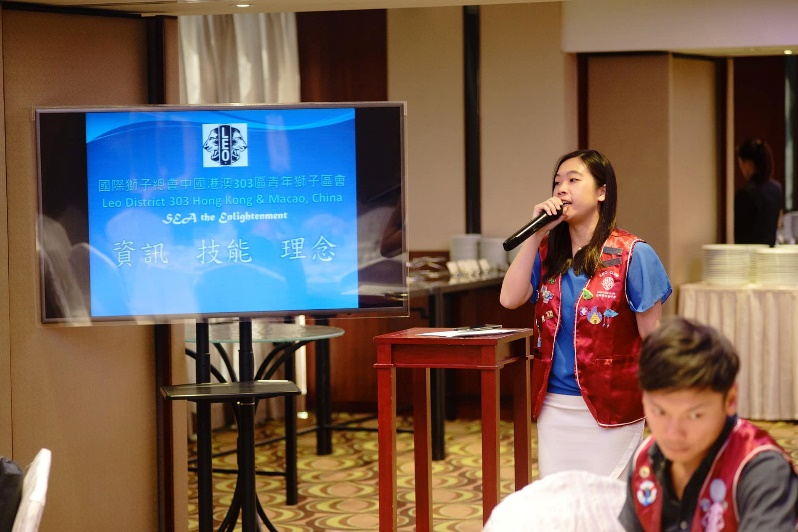 LEO
國際獅子總會中國港澳303區青年獅子區會
Leo District 303 Hong Kong & Macao, China
SEA the Enlightenment
資訊 技能 理念